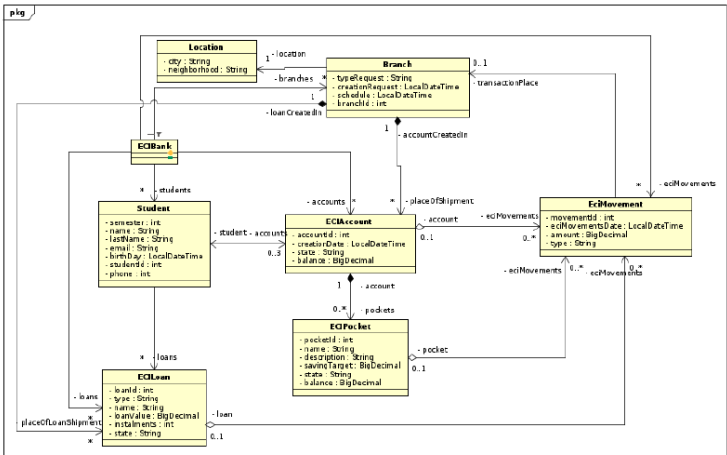 pkg
Location
- city : String
- neighborhood : String
1
- location
Branch
- typeRequest : String
- creationRequest : LocalDateTime
- schedule : LocalDateTime
- branchId : int
0..1
- transactionPlace
- branches
*
1
- loanCreatedIn
1
- accountCreatedIn
ECIBank
*
- students
- accounts
*
*
- placeOfShipment
*
- eciMovements
Student
- semester : int
- name : String
- lastName : String
- email : String
- birthDay : LocalDateTime
- studentId : int
- phone : int
- student
- accounts
0..3
ECIAccount
- accountId : int
- creationDate : LocalDateTime
- state : String
- balance : BigDecimal
- account
0..1
- eciMovements
0..*
EciMovement
- movementId : int
- eciMovementsDate : LocalDateTime
- amount : BigDecimal
- type : String
1
- account
0..*
- pockets
- eciMovements
0..*
0..*
- eciMovements
ECIPocket
- pocketId : int
- name : String
- description : String
- savingTarget : BigDecimal
- state : String
- balance : BigDecimal
- pocket
0..1
*
- loans
ECILoan
- loanId : int
- type : String
- name : String
- loanValue : BigDecimal
- instalments : int
- state : String
- loans
*
- placeOfLoanShipment
*
- loan
0..1